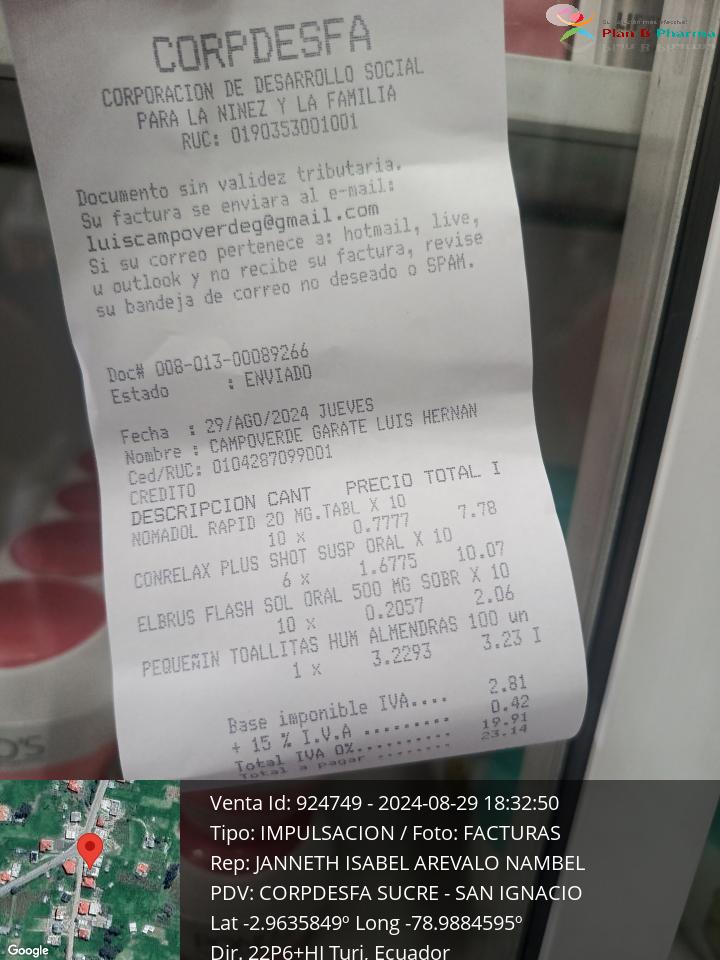 Plan B Pharma
CORPDESFA
CORPORACION DE DESARROLLO SOCIAL
PARA LA NINEZ Y LA FAMILIA
RUC: 0190353001001
Documento sin validez tributaria.
Su factura se enviara al e-mail:
luiscampoverdeg@gmail.com
Si su correo pertenece a: hotmail, live,
u outlook y no recibe su factura, revise
su bandeja de correo no deseado o SPAM.
Doc# 008-013-00089266
Estado : ENVIADO
Fecha : 29/AGO/2024 JUEVES
Nombre : CAMPOVERDE GARATE LUIS HERNAN
Ced/RUC: 0104287099001
CREDITO
DESCRIPCION CANT PRECIO TOTAL I
NOMADOL RAPID 20 MG.TABL X 10
10 x 0.7777 7.78
CONRELAX PLUS SHOT SUSP ORAL X 10
6 x 1.6775 10.07
ELBRUS FLASH SOL ORAL 500 MG SOBR X 10
10 x 0.2057 2.06
PEQUEÑIN TOALLITAS HUM ALMENDRAS 100 un
1 x 3.2293 3.23 I
Base imponible IVA.... 2.81
+ 15 % I.V.A ......... 0.42
Total IVA 0%.......... 19.91
Total a pagar ........ 23.14
Venta Id: 924749 - 2024-08-29 18:32:50
Tipo: IMPULSACION / Foto: FACTURAS
Rep: JANNETH ISABEL AREVALO NAMBEL
PDV: CORPDESFA SUCRE - SAN IGNACIO
Lat -2.9635849º Long -78.9884595º
Dir. 22P6+HJ Turi, Ecuador
Google